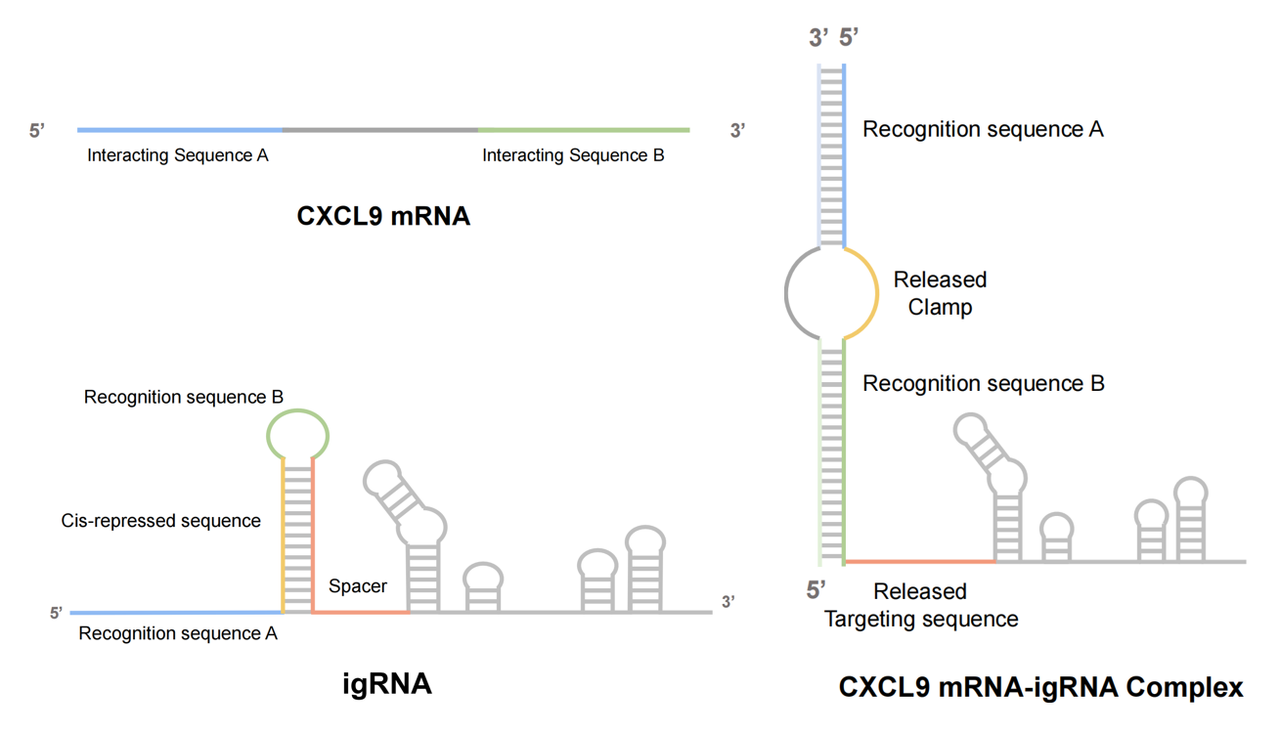 5’
3’
Interacting Sequence A
Interacting Sequence B
CXCL9 mRNA
Recognition sequence B
Cis-repressed sequence
Spacer
5’
3’
Recognition sequence A
igRNA
3’ 5’
Recognition sequence A
Released
Clamp
Recognition sequence B
5’
Released
Targeting sequence
CXCL9 mRNA-igRNA Complex